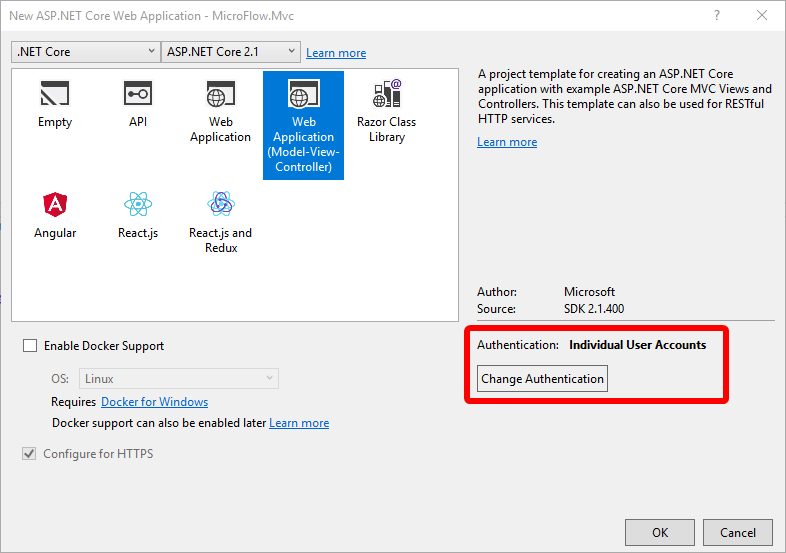 New ASP.NET Core Web Application - MicroFlow.Mvc
.NET Core
ASP.NET Core 2.1
Learn more
Empty
API
Web
Application
Web
Application
(Model-View-
Controller)
Razor Class
Library
Angular
React.js
React.js and
Redux
A project template for creating an ASP.NET Core
application with example ASP.NET Core MVC Views and
Controllers. This template can also be used for RESTful
HTTP services.
Learn more
Author: Microsoft
Source: SDK 2.1.400
Authentication: Individual User Accounts
Change Authentication
Enable Docker Support
OS: Linux
Requires Docker for Windows
Docker support can also be enabled later Learn more
Configure for HTTPS
OK
Cancel